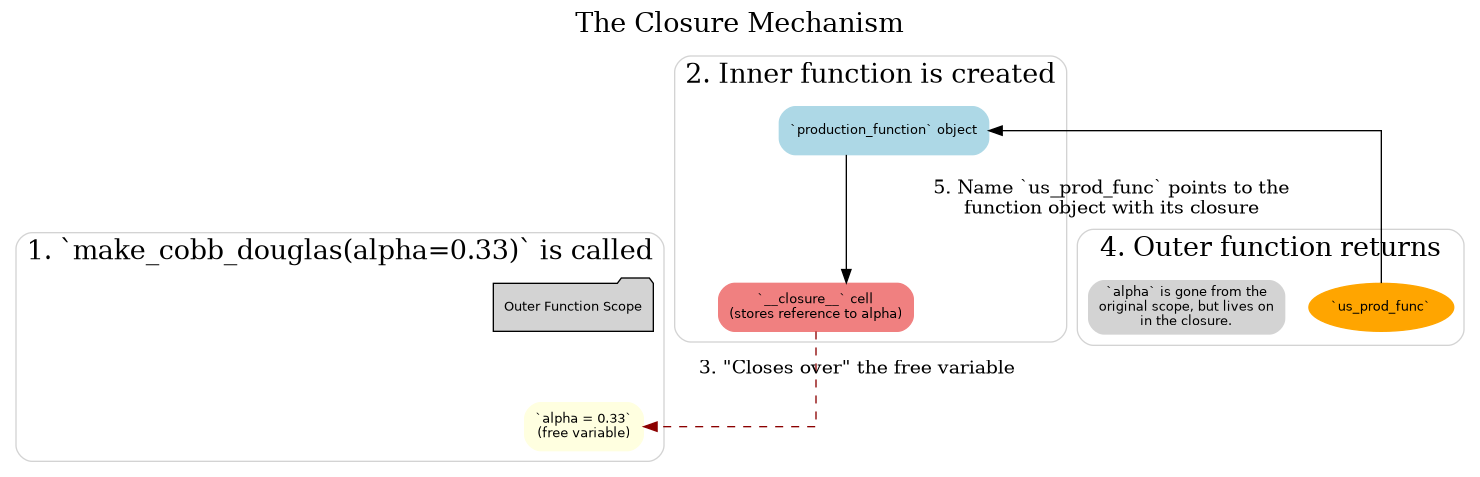 The Closure Mechanism
2. Inner function is created
`production_function` object
5. Name `us_prod_func` points to the
function object with its closure
1. `make_cobb_douglas(alpha=0.33)` is called
4. Outer function returns
Outer Function Scope
`__closure__` cell
(stores reference to alpha)
`alpha` is gone from the
original scope, but lives on
in the closure.
`us_prod_func`
3. "Closes over" the free variable
`alpha = 0.33`
(free variable)